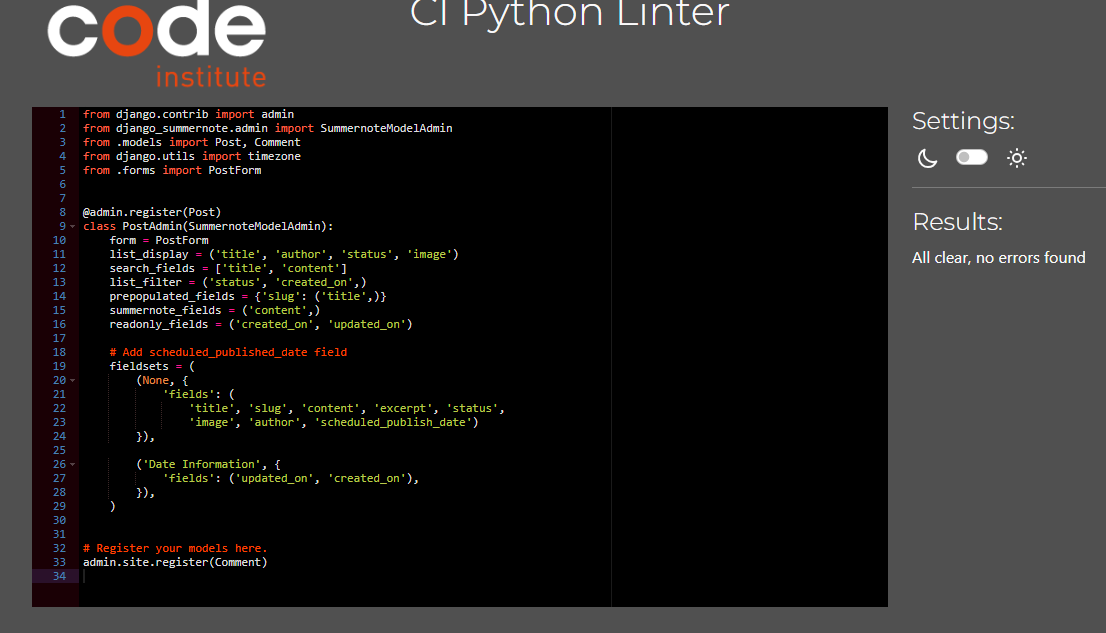 code
institute
CI Python Linter
1 from django.contrib import admin
2 from django_summernote.admin import SummernoteModelAdmin
3 from .models import Post, Comment
4 from django.utils import timezone
5 from .forms import PostForm
6
7
8 @admin.register(Post)
9 class PostAdmin(SummernoteModelAdmin):
10     form = PostForm
11     list_display = ('title', 'author', 'status', 'image')
12     search_fields = ['title', 'content']
13     list_filter = ('status', 'created_on',)
14     prepopulated_fields = {'slug': ('title',)}
15     summernote_fields = ('content',)
16     readonly_fields = ('created_on', 'updated_on')
17
18     # Add scheduled_published_date field
19     fieldsets = (
20         (None, {
21             'fields': (
22                 'title', 'slug', 'content', 'excerpt', 'status',
23                 'image', 'author', 'scheduled_publish_date')
24         }),
25
26         ('Date Information', {
27             'fields': ('updated_on', 'created_on'),
28         }),
29     )
30
31
32 # Register your models here.
33 admin.site.register(Comment)
34
Settings:
Results:
All clear, no errors found